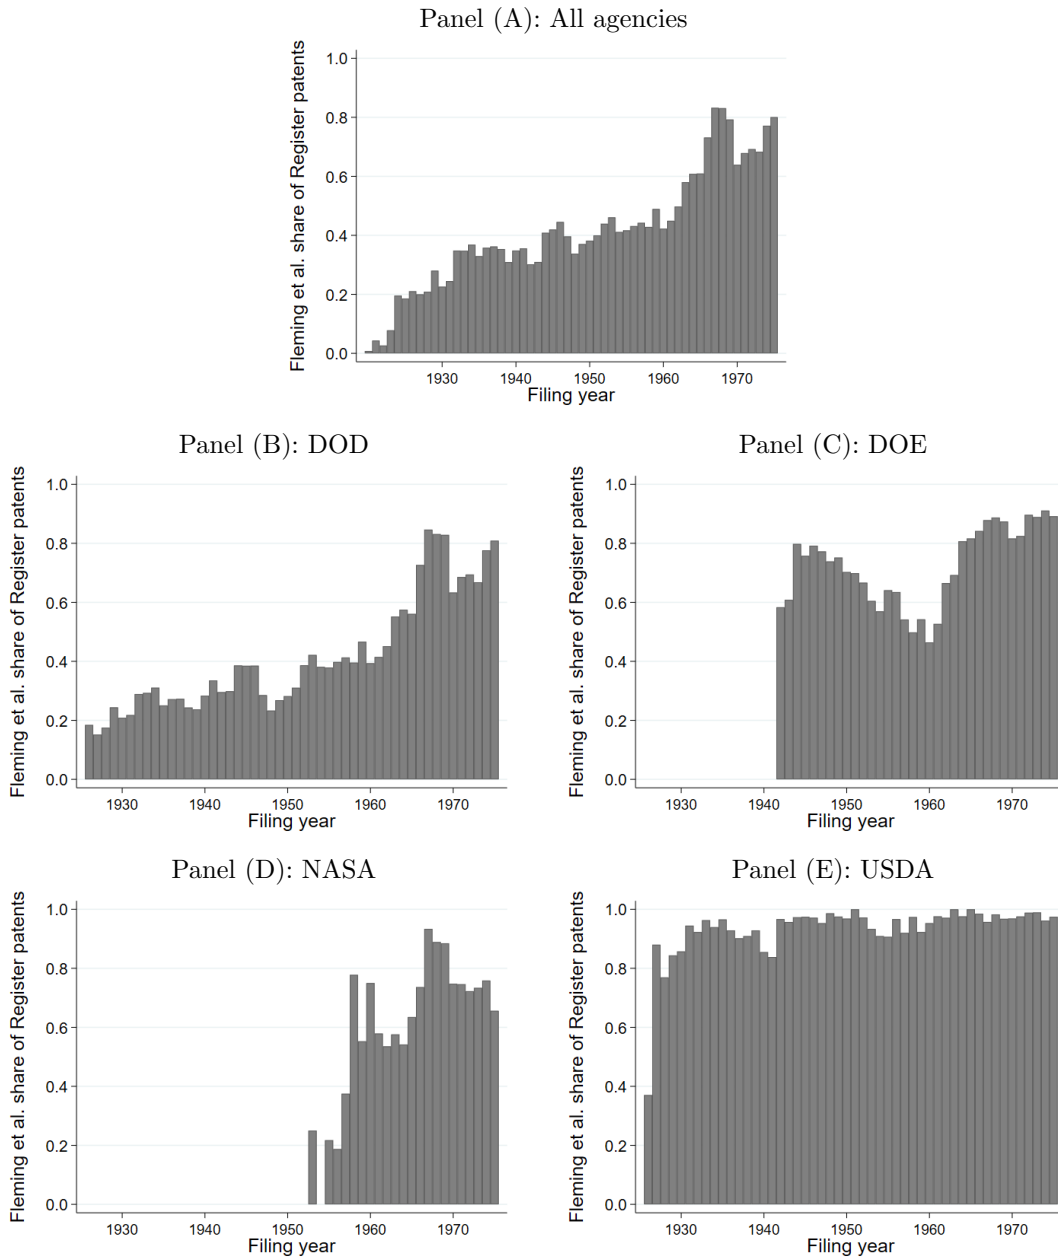 Panel (A): All agencies
Fleming et al. share of Register patents
1.0
0.8
0.6
0.4
0.2
0.0
1930 1940 1950 1960 1970
Filing year
Panel (B): DOD
Fleming et al. share of Register patents
1.0
0.8
0.6
0.4
0.2
0.0
1930 1940 1950 1960 1970
Filing year
Panel (C): DOE
Fleming et al. share of Register patents
1.0
0.8
0.6
0.4
0.2
0.0
1930 1940 1950 1960 1970
Filing year
Panel (D): NASA
Fleming et al. share of Register patents
1.0
0.8
0.6
0.4
0.2
0.0
1930 1940 1950 1960 1970
Filing year
Panel (E): USDA
Fleming et al. share of Register patents
1.0
0.8
0.6
0.4
0.2
0.0
1930 1940 1950 1960 1970
Filing year